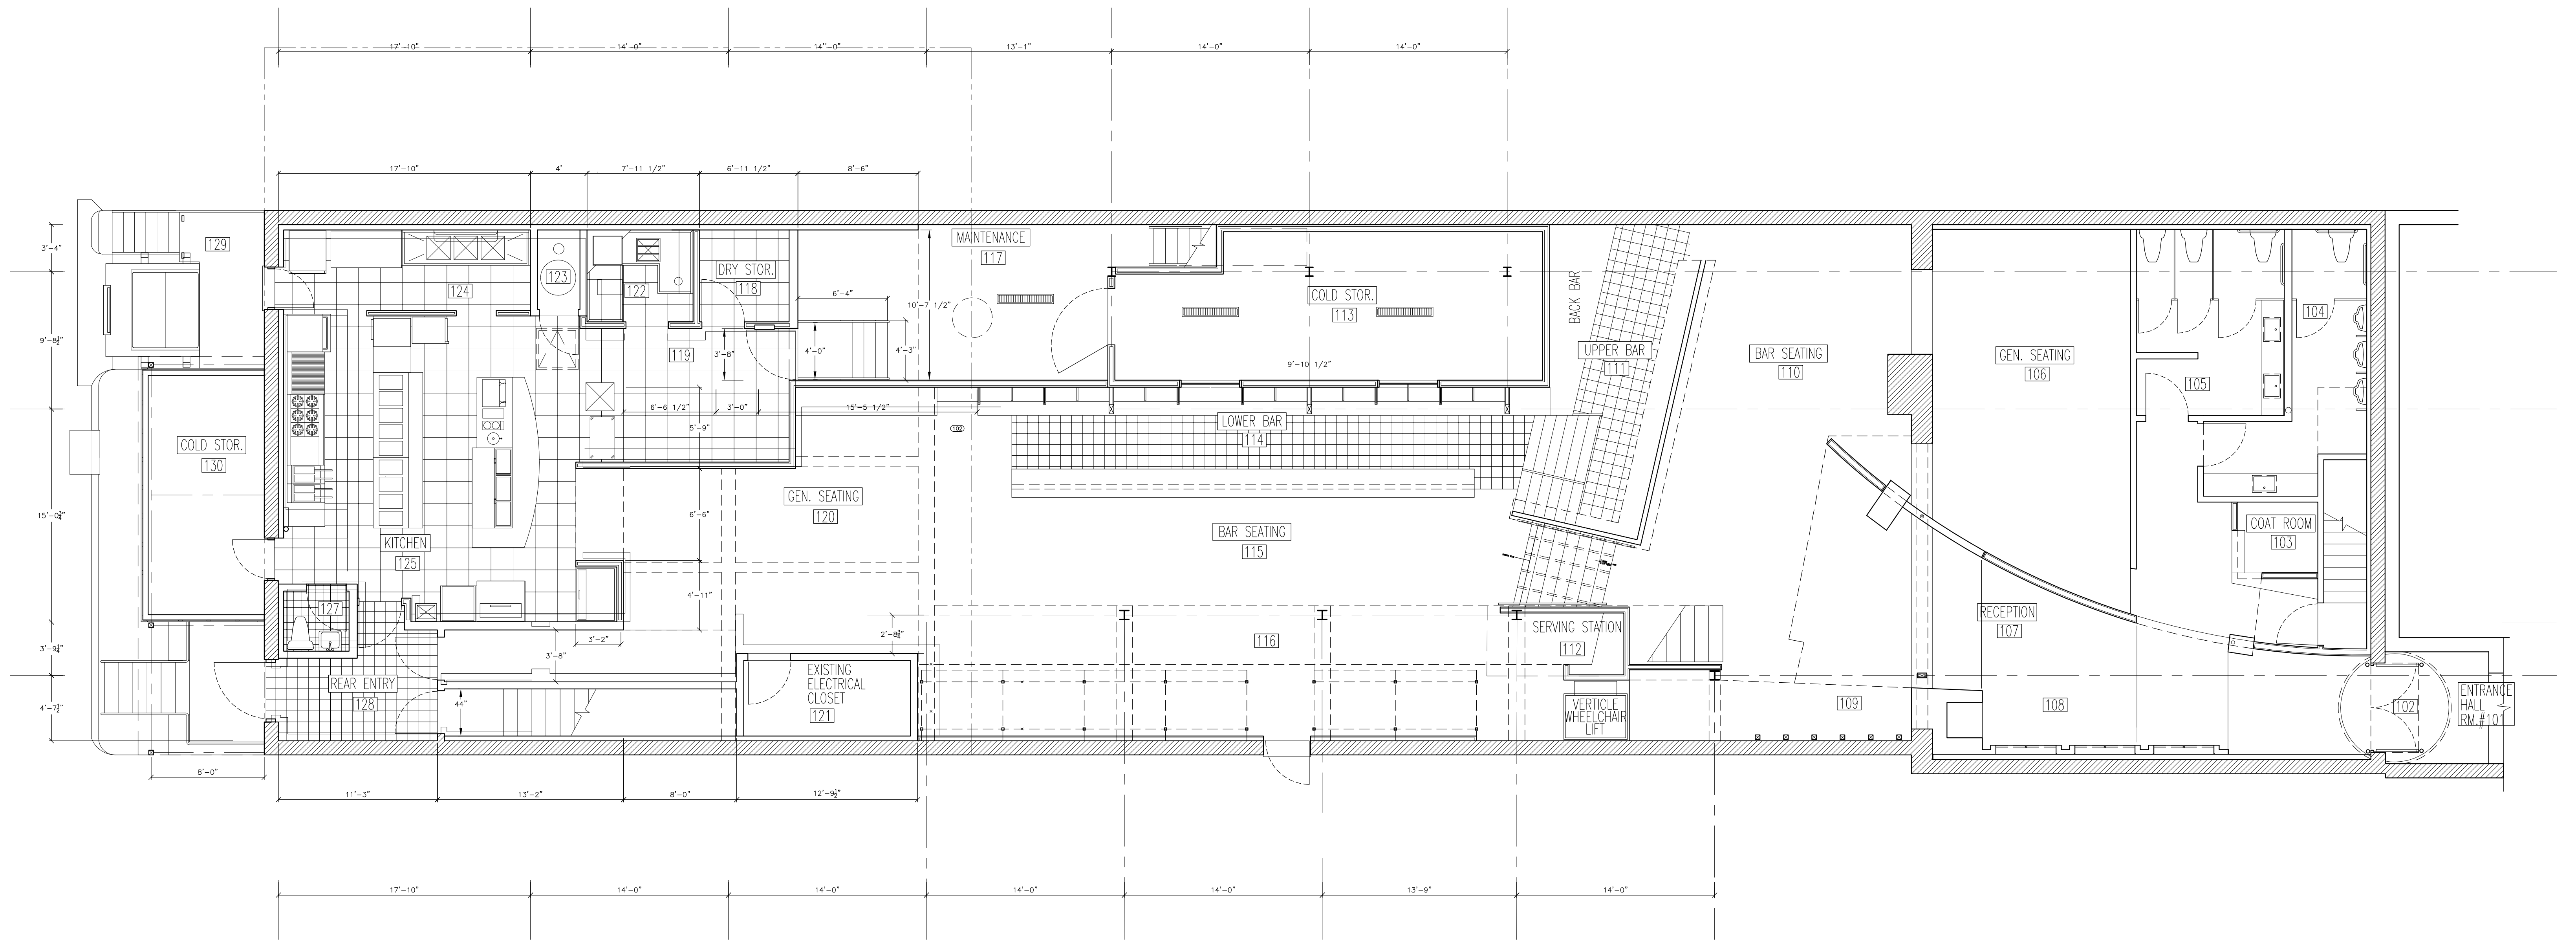 17'-10"
14'-0"
14''-0"
13'-1"
14'-0"
14'-0"
17'-10"
4'
7'-11 1/2"
6'-11 1/2"
8'-6"
3'-4"
9'-8½"
15'-0¾"
3'-9¼"
4'-7½"
129
124
123
122
DRY STOR.
118
MAINTENANCE
117
6'-4"
10'-7 1/2"
4'-0"
4'-3"
3'-8"
119
COLD STOR.
113
9'-10 1/2"
BACK BAR
UPPER BAR
111
BAR SEATING
110
GEN. SEATING
106
104
105
6'-6 1/2"
3'-0"
15'-5 1/2"
5'-9"
102
LOWER BAR
114
COLD STOR.
130
GEN. SEATING
120
6'-6"
BAR SEATING
115
COAT ROOM
103
KITCHEN
125
4'-11"
127
3'-2"
3'-8"
2'-8¾"
116
SERVING STATION
112
RECEPTION
107
REAR ENTRY
128
44"
EXISTING
ELECTRICAL
CLOSET
121
VERTICLE
WHEELCHAIR
LIFT
109
108
102
ENTRANCE
HALL
RM.#101
8'-0"
11'-3"
13'-2"
8'-0"
12'-9½"
17'-10"
14'-0"
14'-0"
14'-0"
14'-0"
13'-9"
14'-0"